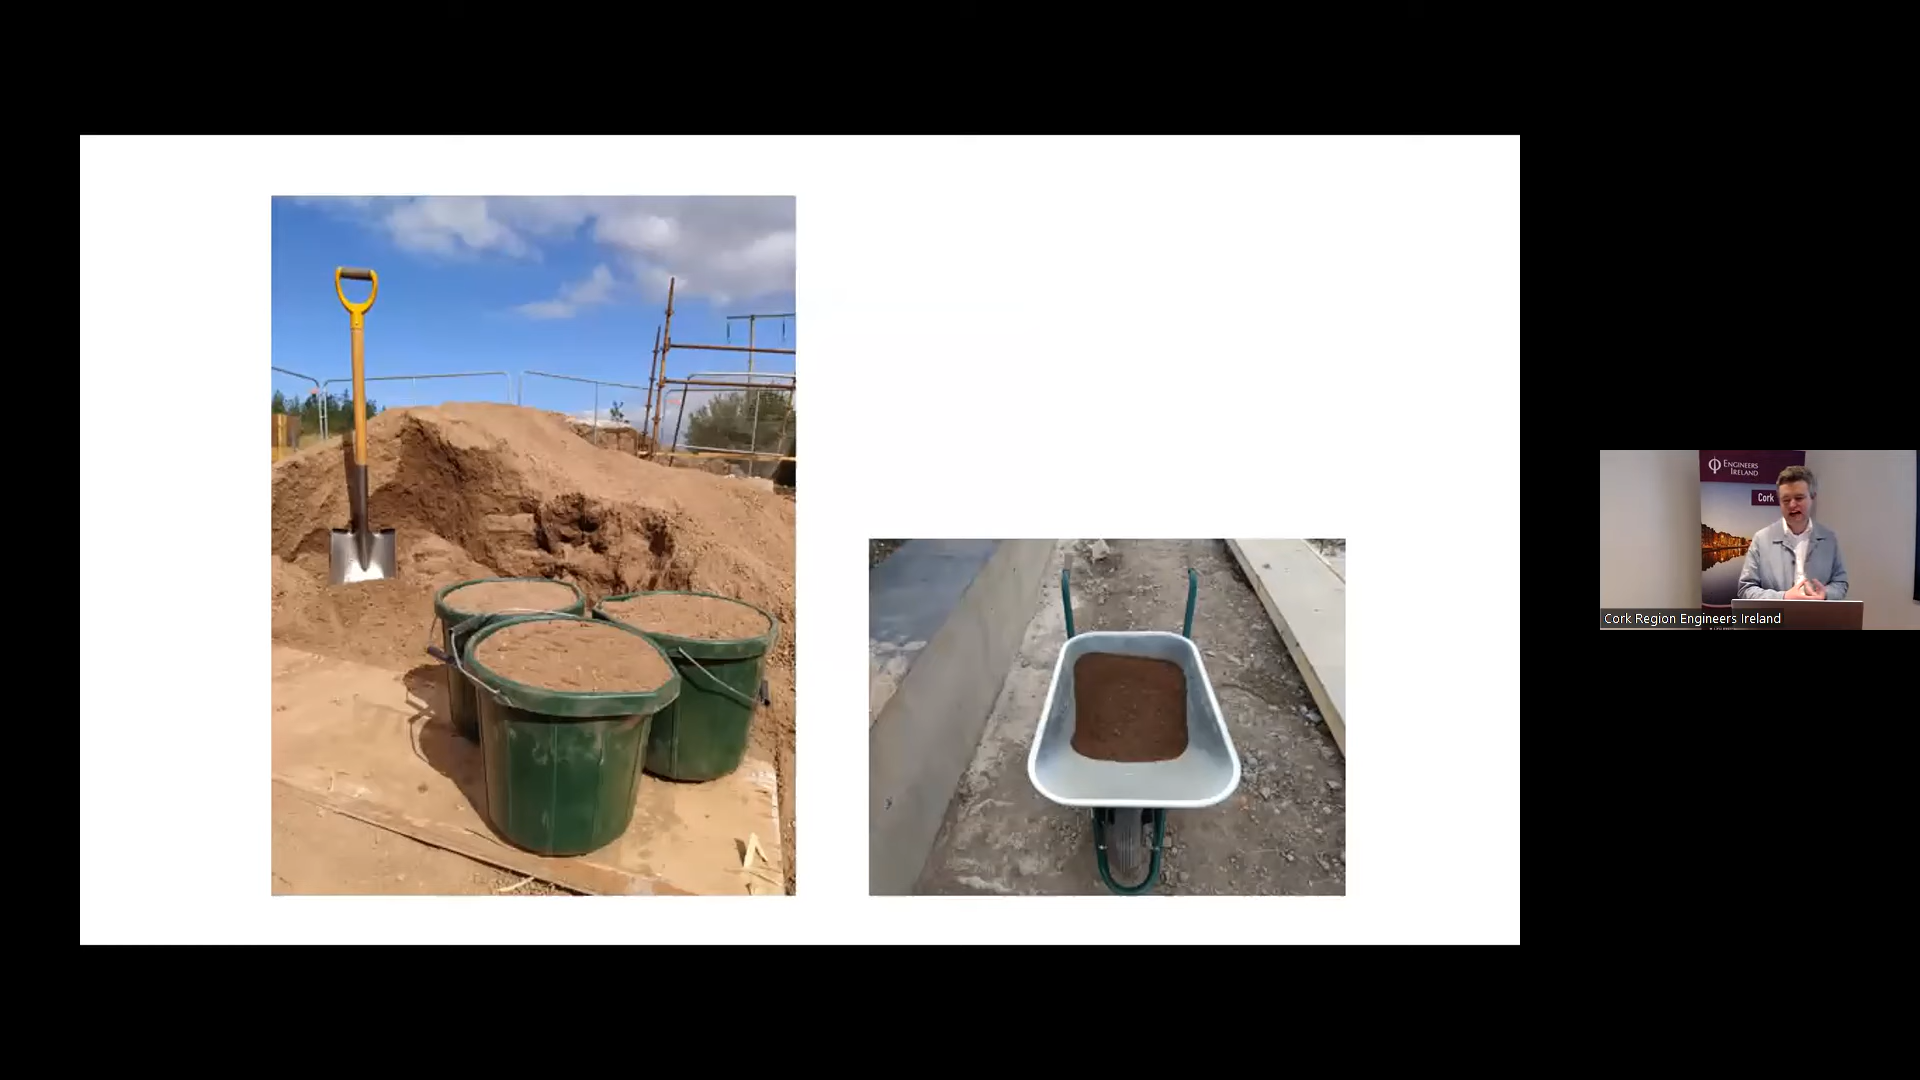 ENGINEERS
IRELAND
Cork
Cork Region Engineers Ireland